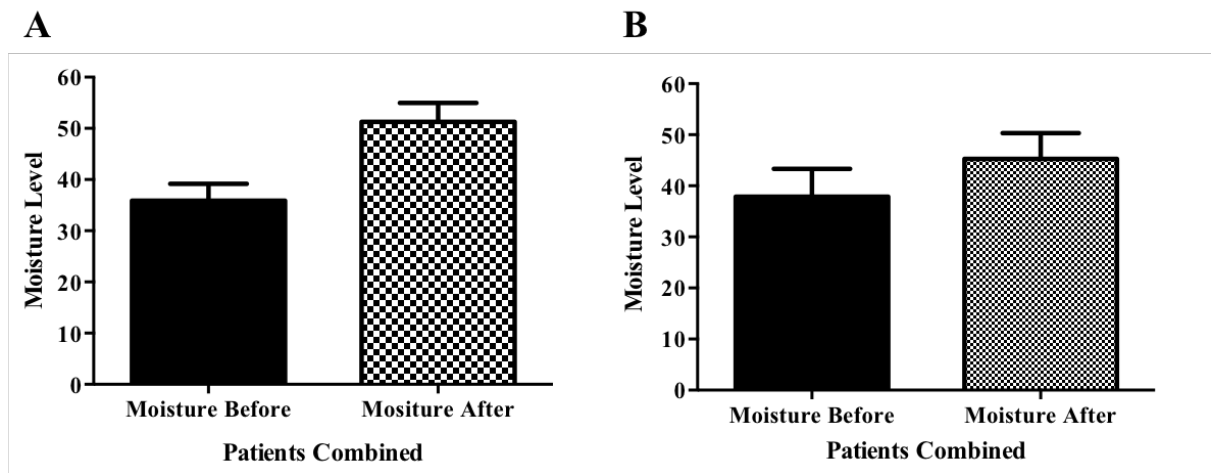 A
B
Moisture Level
60
50
40
30
20
10
0
Moisture Before
Mositure After
Patients Combined
Moisture Level
60
50
40
30
20
10
0
Moisture Before
Moisture After
Patients Combined